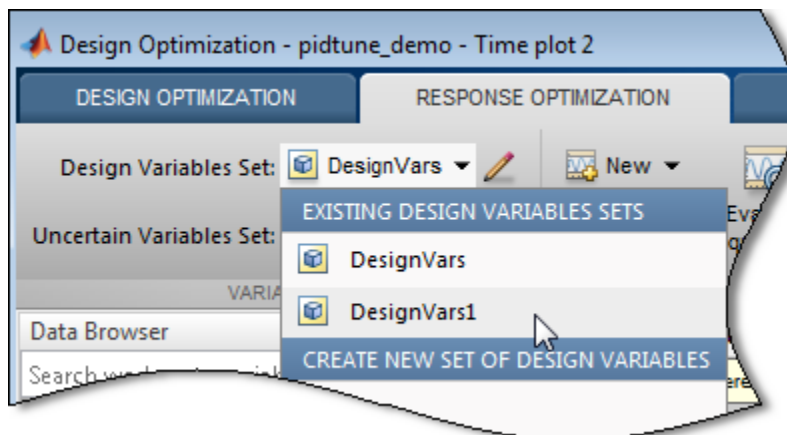 Design Optimization - pidtune_demo - Time plot 2
DESIGN OPTIMIZATION
RESPONSE OPTIMIZATION
Design Variables Set: DesignVars
New
EXISTING DESIGN VARIABLES SETS
Uncertain Variables Set:
DesignVars
DesignVars1
Data Browser
CREATE NEW SET OF DESIGN VARIABLES
Search